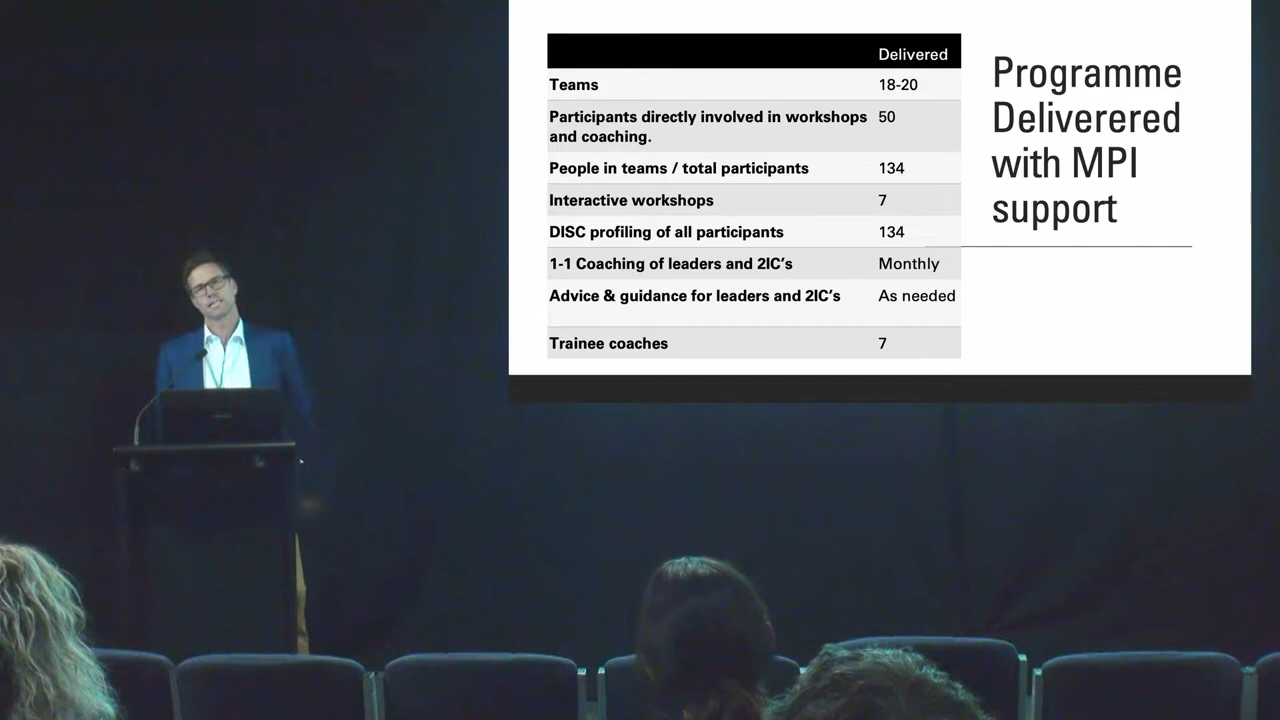 Delivered
Teams 18-20
Participants directly involved in workshops 50
and coaching.
People in teams / total participants 134
Interactive workshops 7
DISC profiling of all participants 134
1-1 Coaching of leaders and 2IC’s Monthly
Advice & guidance for leaders and 2IC’s As needed
Trainee coaches 7
Programme
Deliverered
with MPI
support